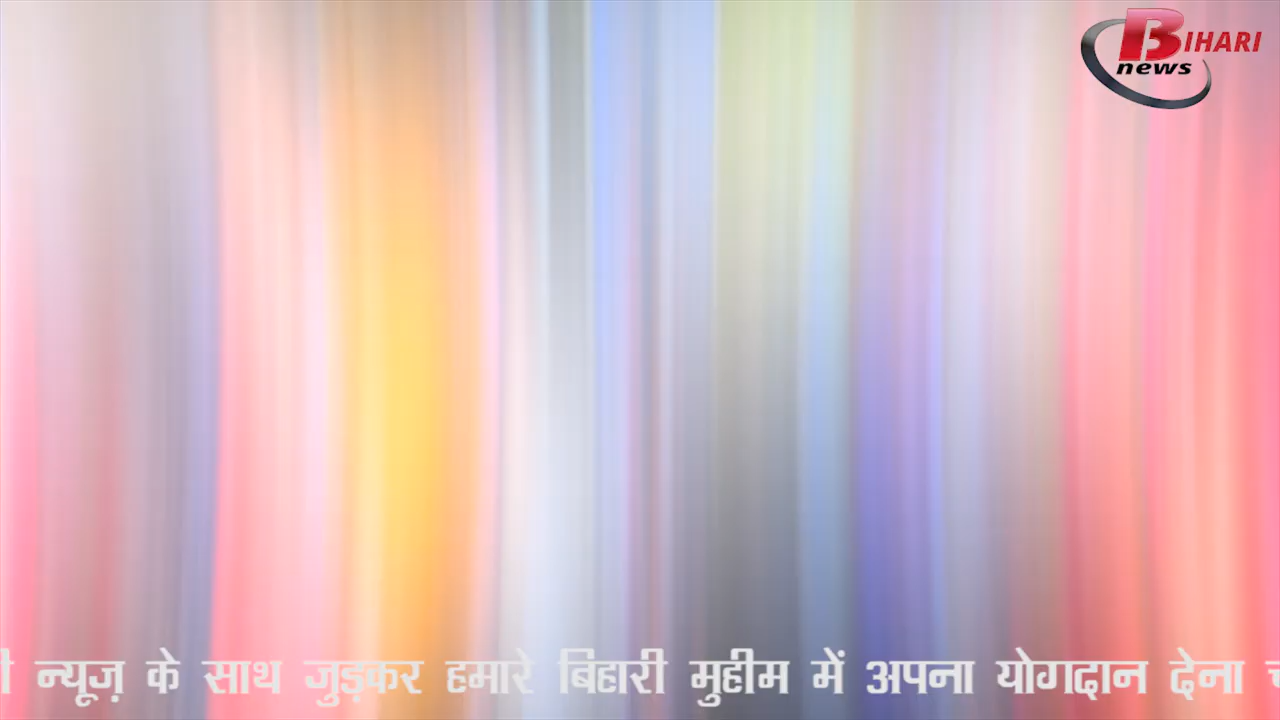 BIHARI
news
न्यूज़ के साथ जुड़कर हमारे बिहारी मुहीम में अपना योगदान देना